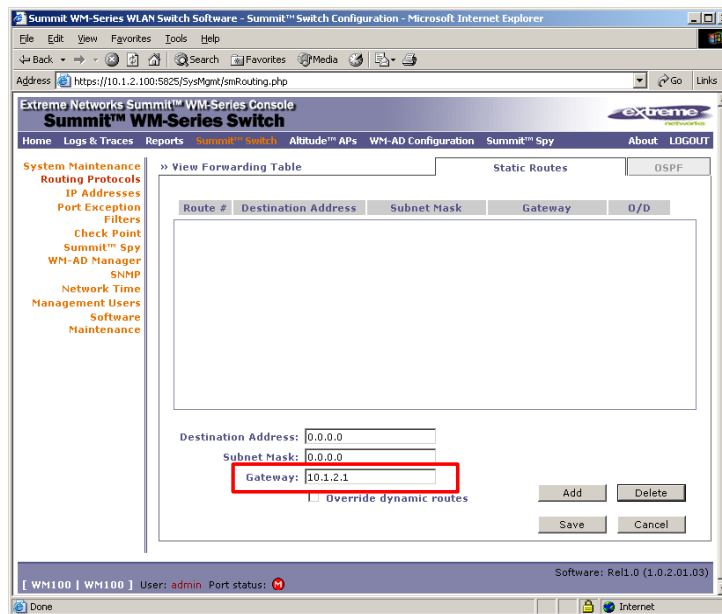 Summit WM-Series WLAN Switch Software - Summit™ Switch Configuration - Microsoft Internet Explorer
File Edit View Favorites Tools Help
Back Search Favorites Media
Address https://10.1.2.100:5825/SysMgmt/smRouting.php Go Links
Extreme Networks Summit™ WM-Series Console
Summit™ WM-Series Switch
extreme networks
Home Logs & Traces Reports Summit™ Switch Altitude™ APs WM-AD Configuration Summit™ Spy About LOGOUT
System Maintenance
Routing Protocols
IP Addresses
Port Exception
Filters
Check Point
Summit™ Spy
WM-AD Manager
SNMP
Network Time
Management Users
Software
Maintenance
» View Forwarding Table Static Routes OSPF
Route # Destination Address Subnet Mask Gateway O/D
Destination Address: 0.0.0.0
Subnet Mask: 0.0.0.0
Gateway: 10.1.2.1
Override dynamic routes
Add Delete
Save Cancel
Software: Rel1.0 (1.0.2.01.03)
[ WM100 | WM100 ] User: admin Port status: M
Done Internet